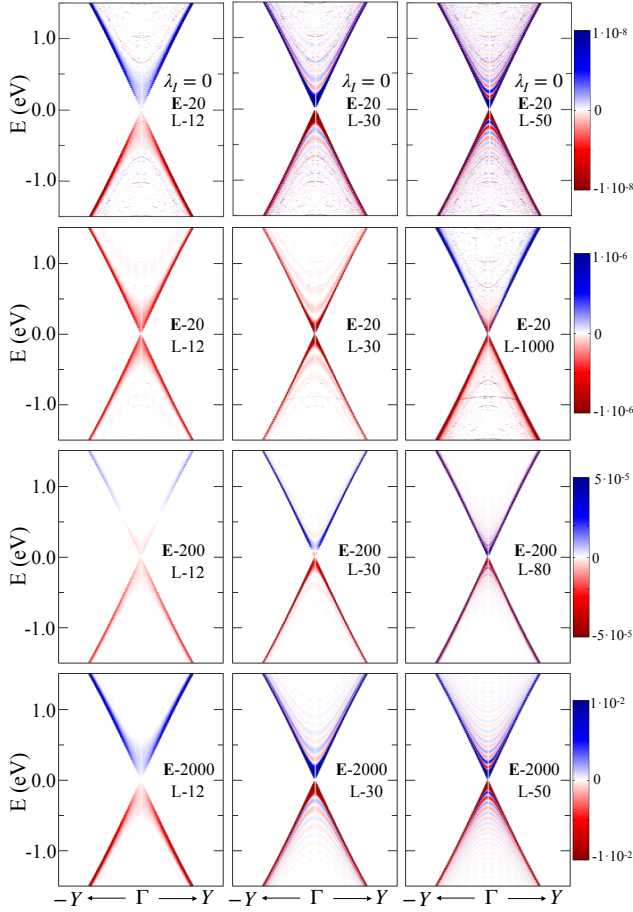 E (eV)
1.0
0.0
-1.0
λ_I = 0
E-20
L-12
λ_I = 0
E-20
L-30
λ_I = 0
E-20
L-50
1·10⁻⁸
0
-1·10⁻⁸
E (eV)
1.0
0.0
-1.0
E-20
L-12
E-20
L-30
E-20
L-1000
1·10⁻⁶
0
-1·10⁻⁶
E (eV)
1.0
0.0
-1.0
E-200
L-12
E-200
L-30
E-200
L-80
5·10⁻⁵
0
-5·10⁻⁵
E (eV)
1.0
0.0
-1.0
E-2000
L-12
E-2000
L-30
E-2000
L-50
1·10⁻²
0
-1·10⁻²
−Y ← Γ → Y
−Y ← Γ → Y
−Y ← Γ → Y